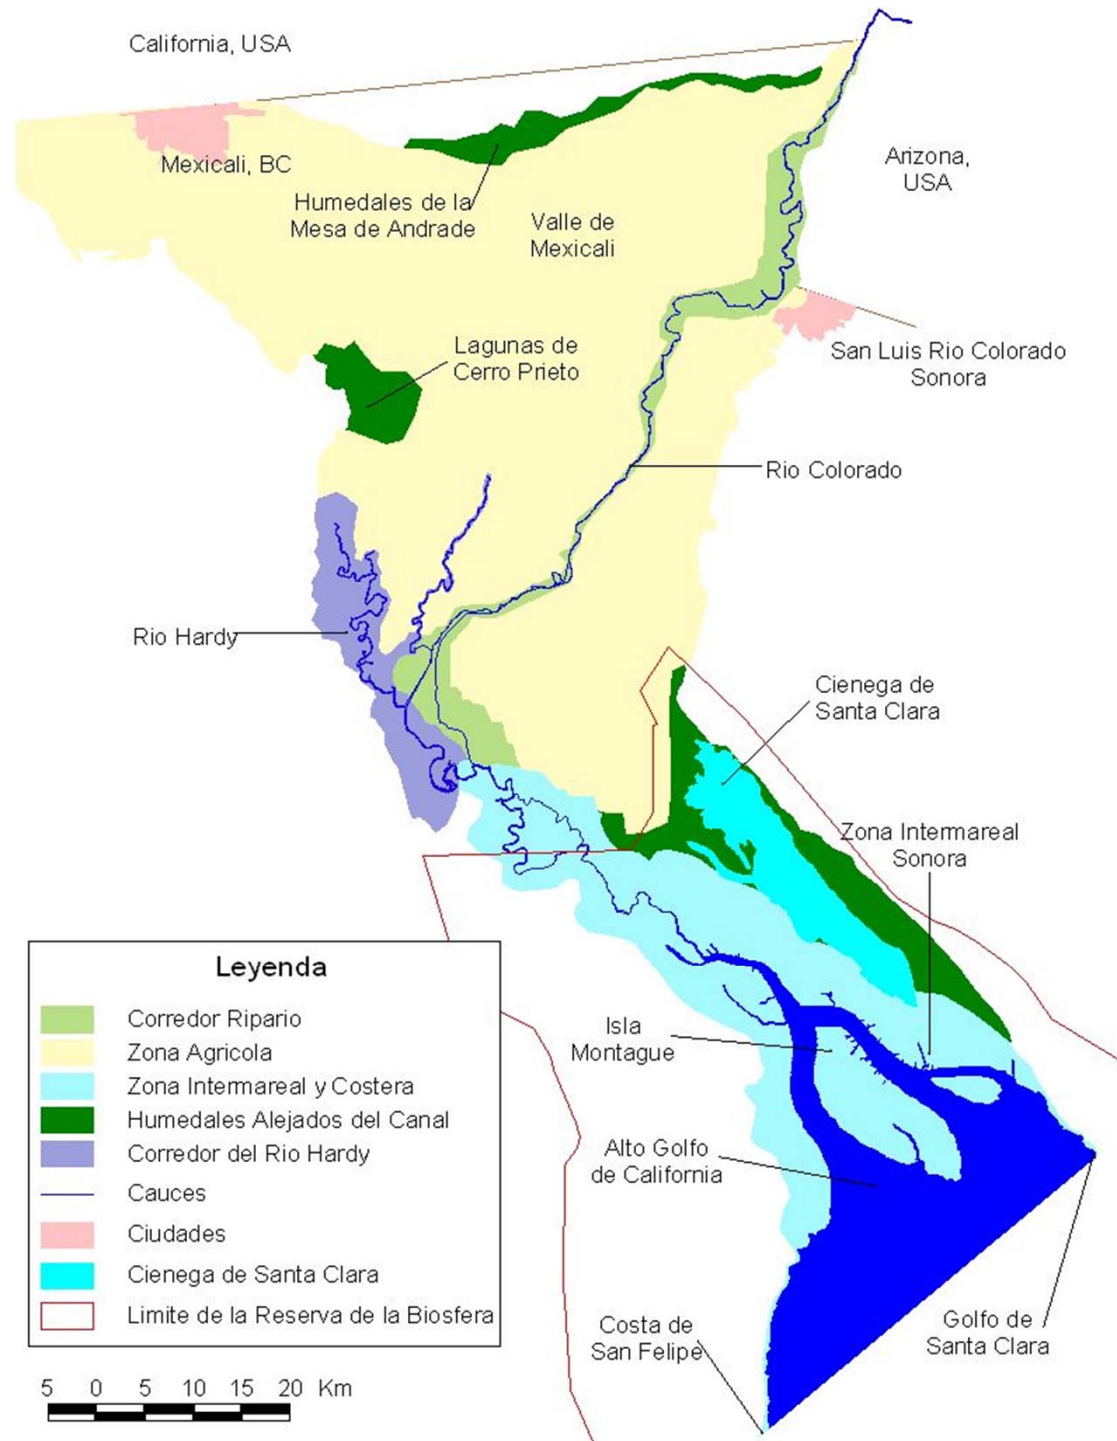 California, USA
Mexicali, BC
Arizona,
USA
Humedales de la
Mesa de Andrade
Valle de
Mexicali
Lagunas de
Cerro Prieto
San Luis Rio Colorado
Sonora
Rio Colorado
Rio Hardy
Cienega de
Santa Clara
Zona Intermareal
Sonora
Isla
Montague
Alto Golfo
de California
Costa de
San Felipe
Golfo de
Santa Clara
Leyenda
Corredor Ripario
Zona Agricola
Zona Intermareal y Costera
Humedales Alejados del Canal
Corredor del Rio Hardy
Cauces
Ciudades
Cienega de Santa Clara
Limite de la Reserva de la Biosfera
5 0 5 10 15 20 Km